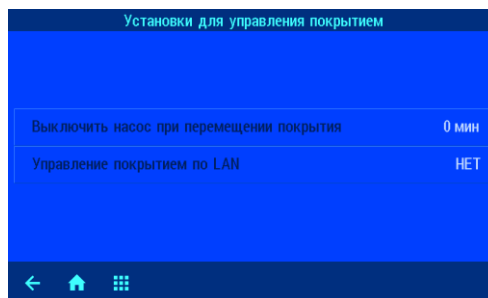 Установки для управления покрытием
Выключить насос при перемещении покрытия 0 мин
Управление покрытием по LAN НЕТ